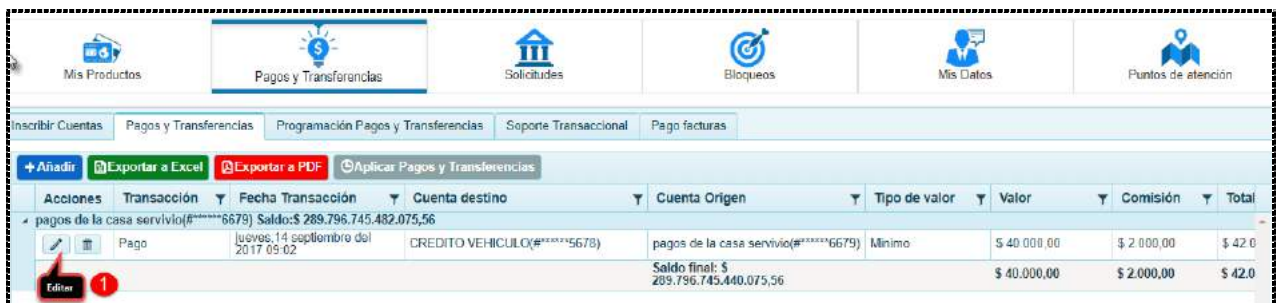 Mis Productos
Pagos y Transferencias
Solicitudes
Bloqueos
Mis Datos
Puntos de atención
Inscribir Cuentas
Pagos y Transferencias
Programación Pagos y Transferencias
Soporte Transaccional
Pago facturas
+Añadir
Exportar a Excel
Exportar a PDF
Aplicar Pagos y Transferencias
Acciones Transacción Fecha Transacción Cuenta destino Cuenta Origen Tipo de valor Valor Comisión Total
pagos de la casa servivio(#******6679) Saldo:$ 289.796.745.482.075,56
Pago
jueves,14 septiembre del
2017 09:02
CREDITO VEHICULO(#******5678)
pagos de la casa servivio(#******6679)
Minimo
$ 40.000,00
$ 2.000,00
$ 42.0
Saldo final: $
289.796.745.440.075,56
$ 40.000,00
$ 2.000,00
$ 42.0
Editar
1